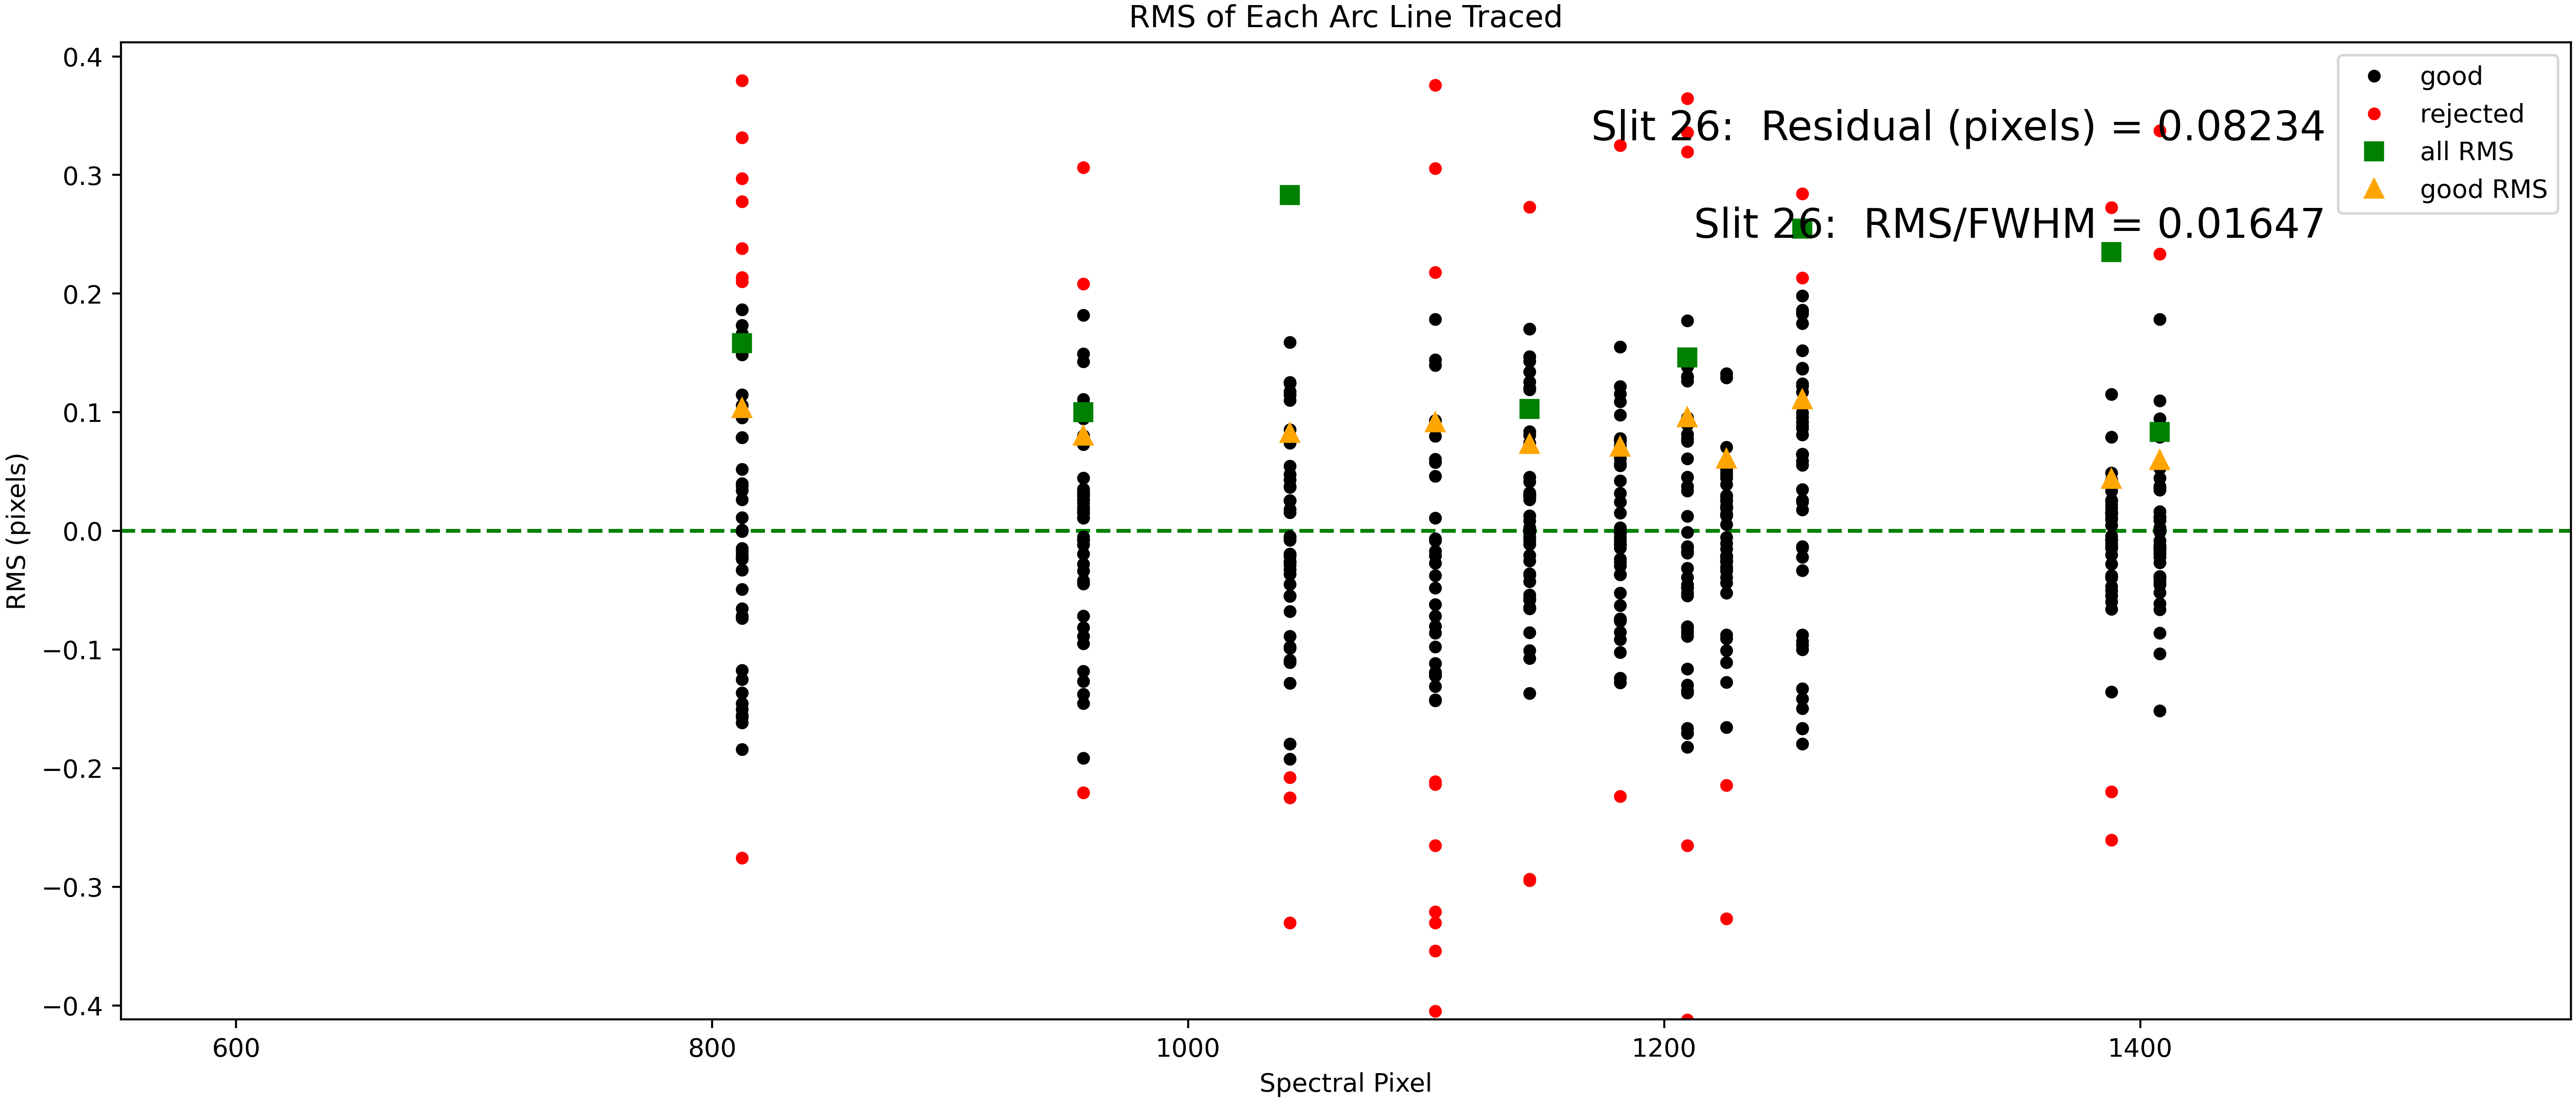 RMS of Each Arc Line Traced
0.4
0.3
0.2
0.1
0.0
−0.1
−0.2
−0.3
−0.4
RMS (pixels)
good
rejected
all RMS
good RMS
Slit 26:  Residual (pixels) = 0.08234
Slit 26:  RMS/FWHM = 0.01647
600
800
1000
1200
1400
Spectral Pixel